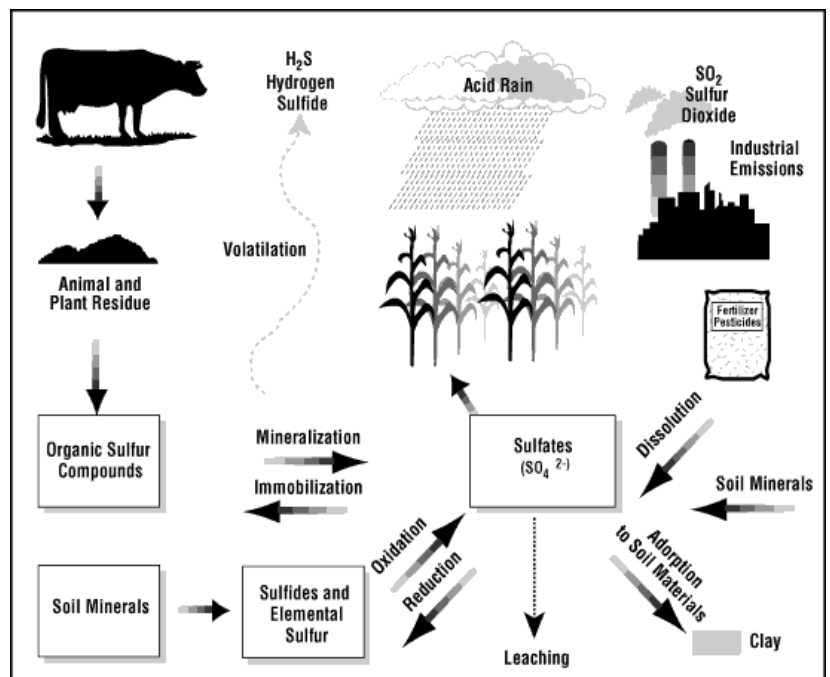 H₂S
Hydrogen
Sulfide
Acid Rain
SO₂
Sulfur
Dioxide
Industrial
Emissions
Volatilation
Animal and
Plant Residue
Fertilizer
Pesticides
Organic Sulfur
Compounds
Mineralization
Immobilization
Sulfates
(SO₄ ²⁻)
Dissolution
Soil Minerals
Oxidation
Reduction
Adorption
to Soil Materials
Soil Minerals
Sulfides and
Elemental
Sulfur
Leaching
Clay